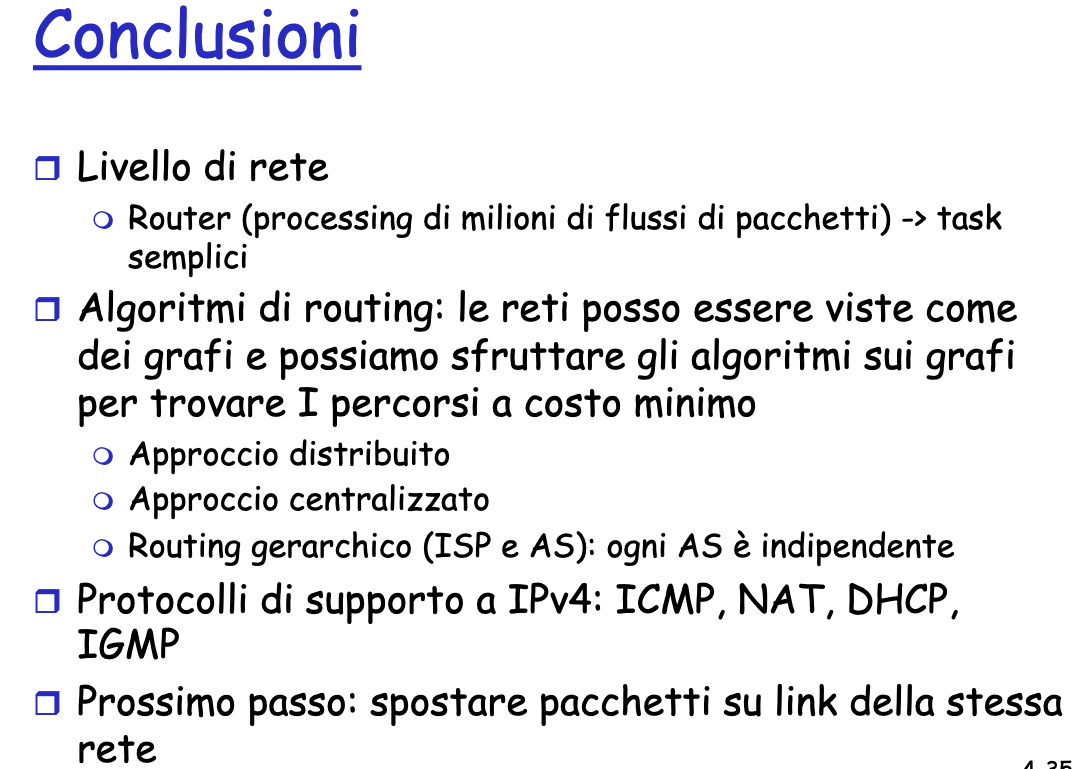 Conclusioni
Livello di rete
Router (processing di milioni di flussi di pacchetti) -> task
semplici
Algoritmi di routing: le reti posso essere viste come
dei grafi e possiamo sfruttare gli algoritmi sui grafi
per trovare I percorsi a costo minimo
Approccio distribuito
Approccio centralizzato
Routing gerarchico (ISP e AS): ogni AS è indipendente
Protocolli di supporto a IPv4: ICMP, NAT, DHCP,
IGMP
Prossimo passo: spostare pacchetti su link della stessa
rete